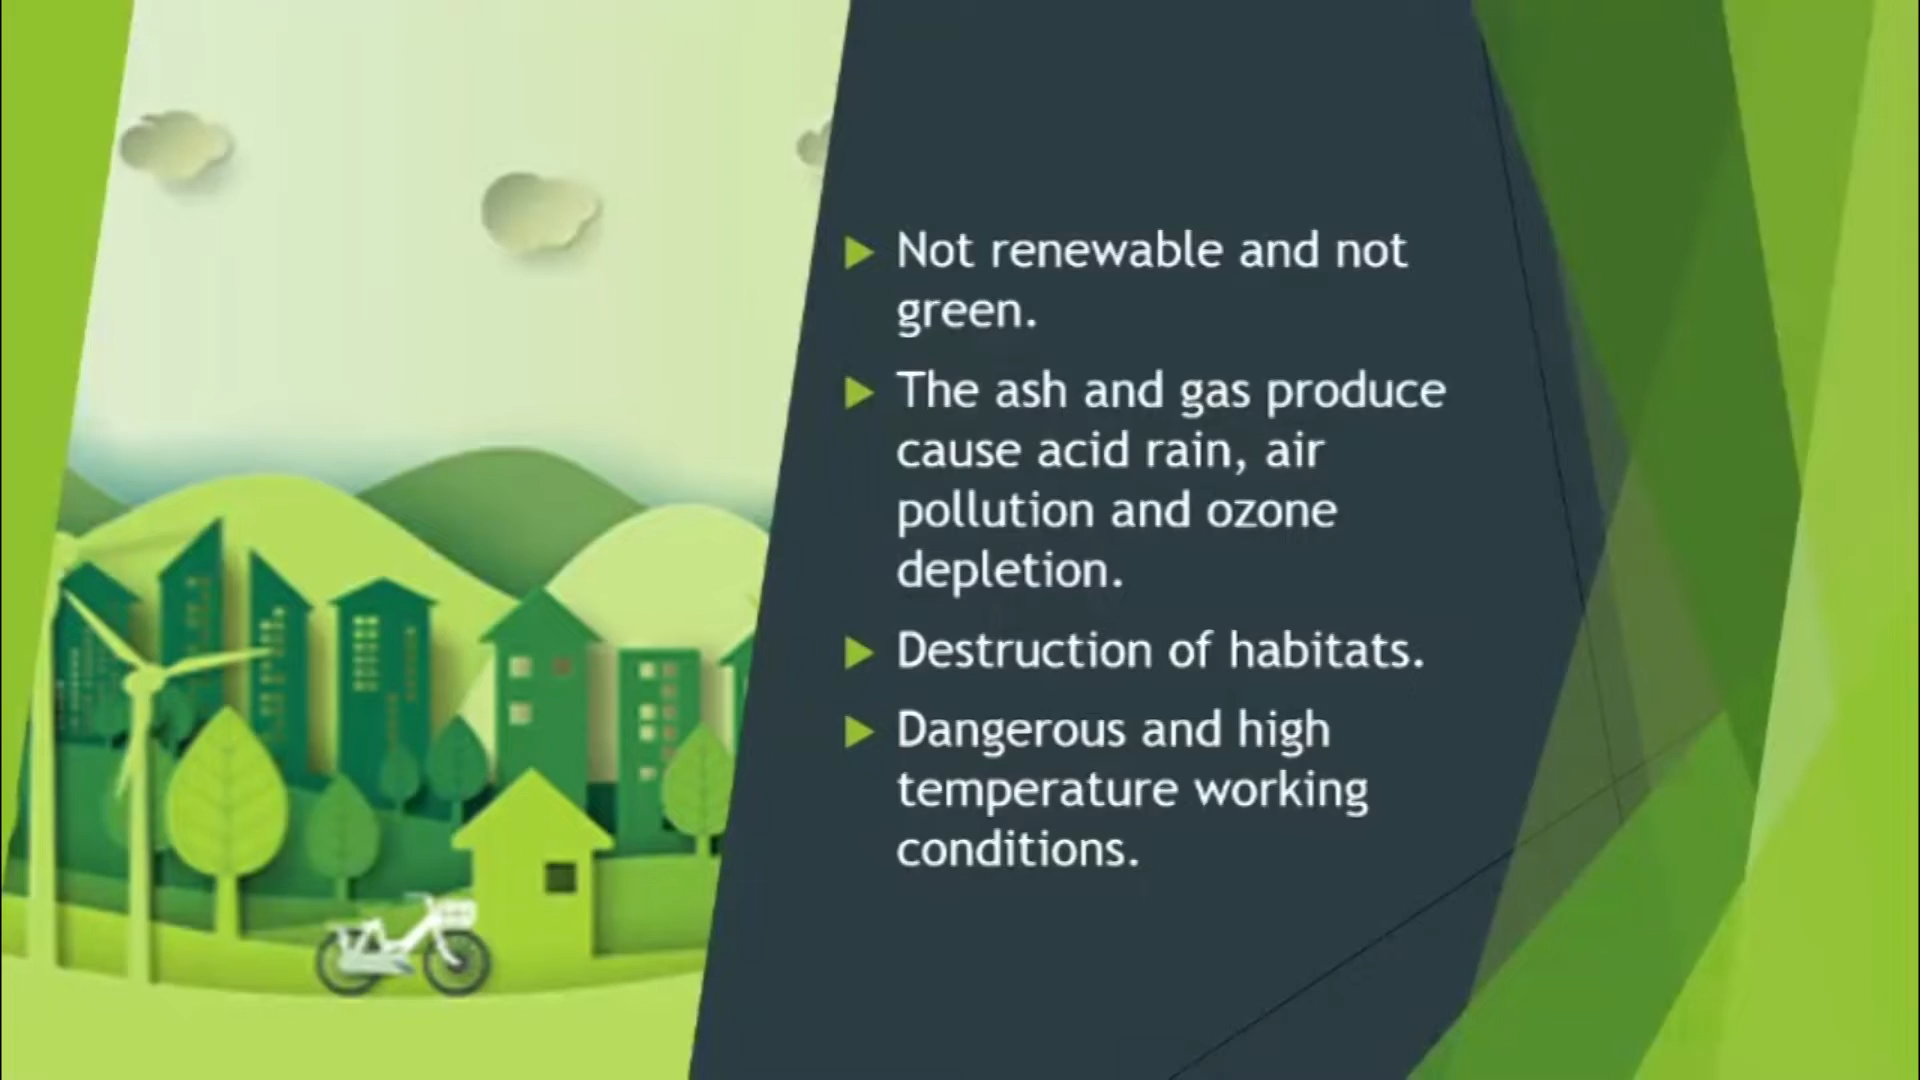 Not renewable and not
green.
The ash and gas produce
cause acid rain, air
pollution and ozone
depletion.
Destruction of habitats.
Dangerous and high
temperature working
conditions.